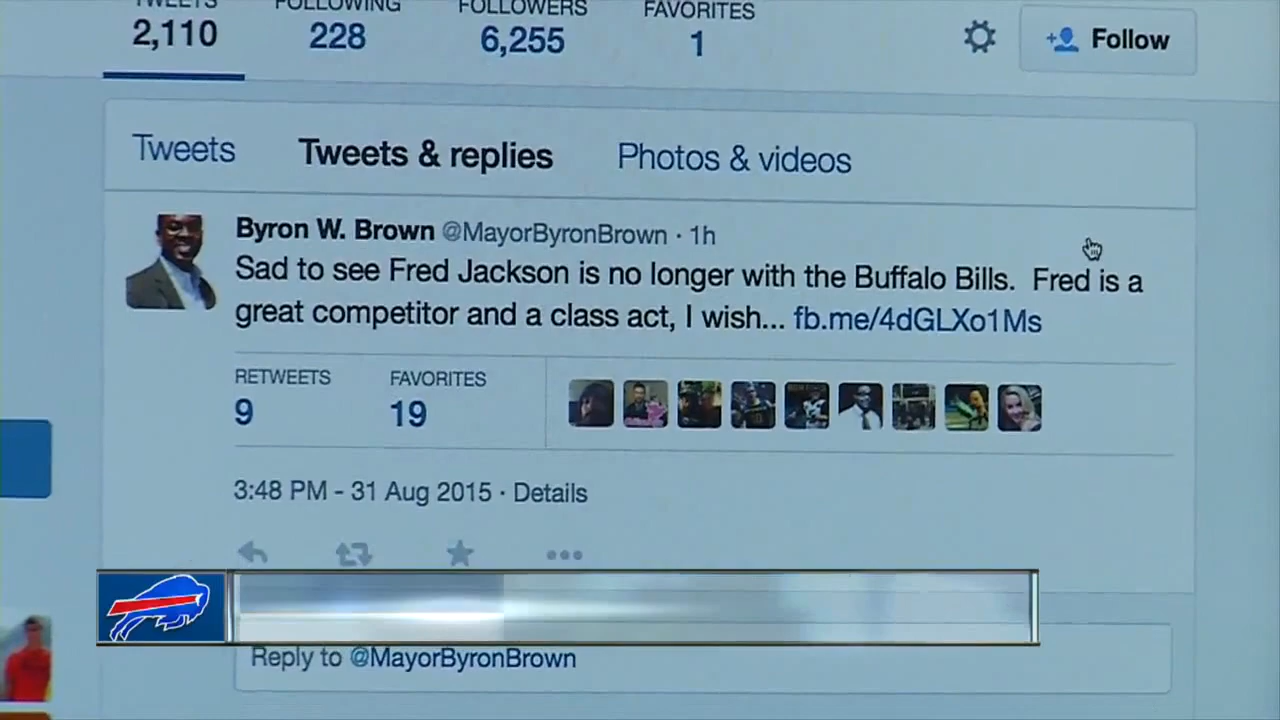 TWEETS FOLLOWING FOLLOWERS FAVORITES
2,110 228 6,255 1
Follow
Tweets Tweets & replies Photos & videos
Byron W. Brown @MayorByronBrown · 1h
Sad to see Fred Jackson is no longer with the Buffalo Bills. Fred is a
great competitor and a class act, I wish... fb.me/4dGLXo1Ms
RETWEETS FAVORITES
9 19
3:48 PM - 31 Aug 2015 · Details
Reply to @MayorByronBrown